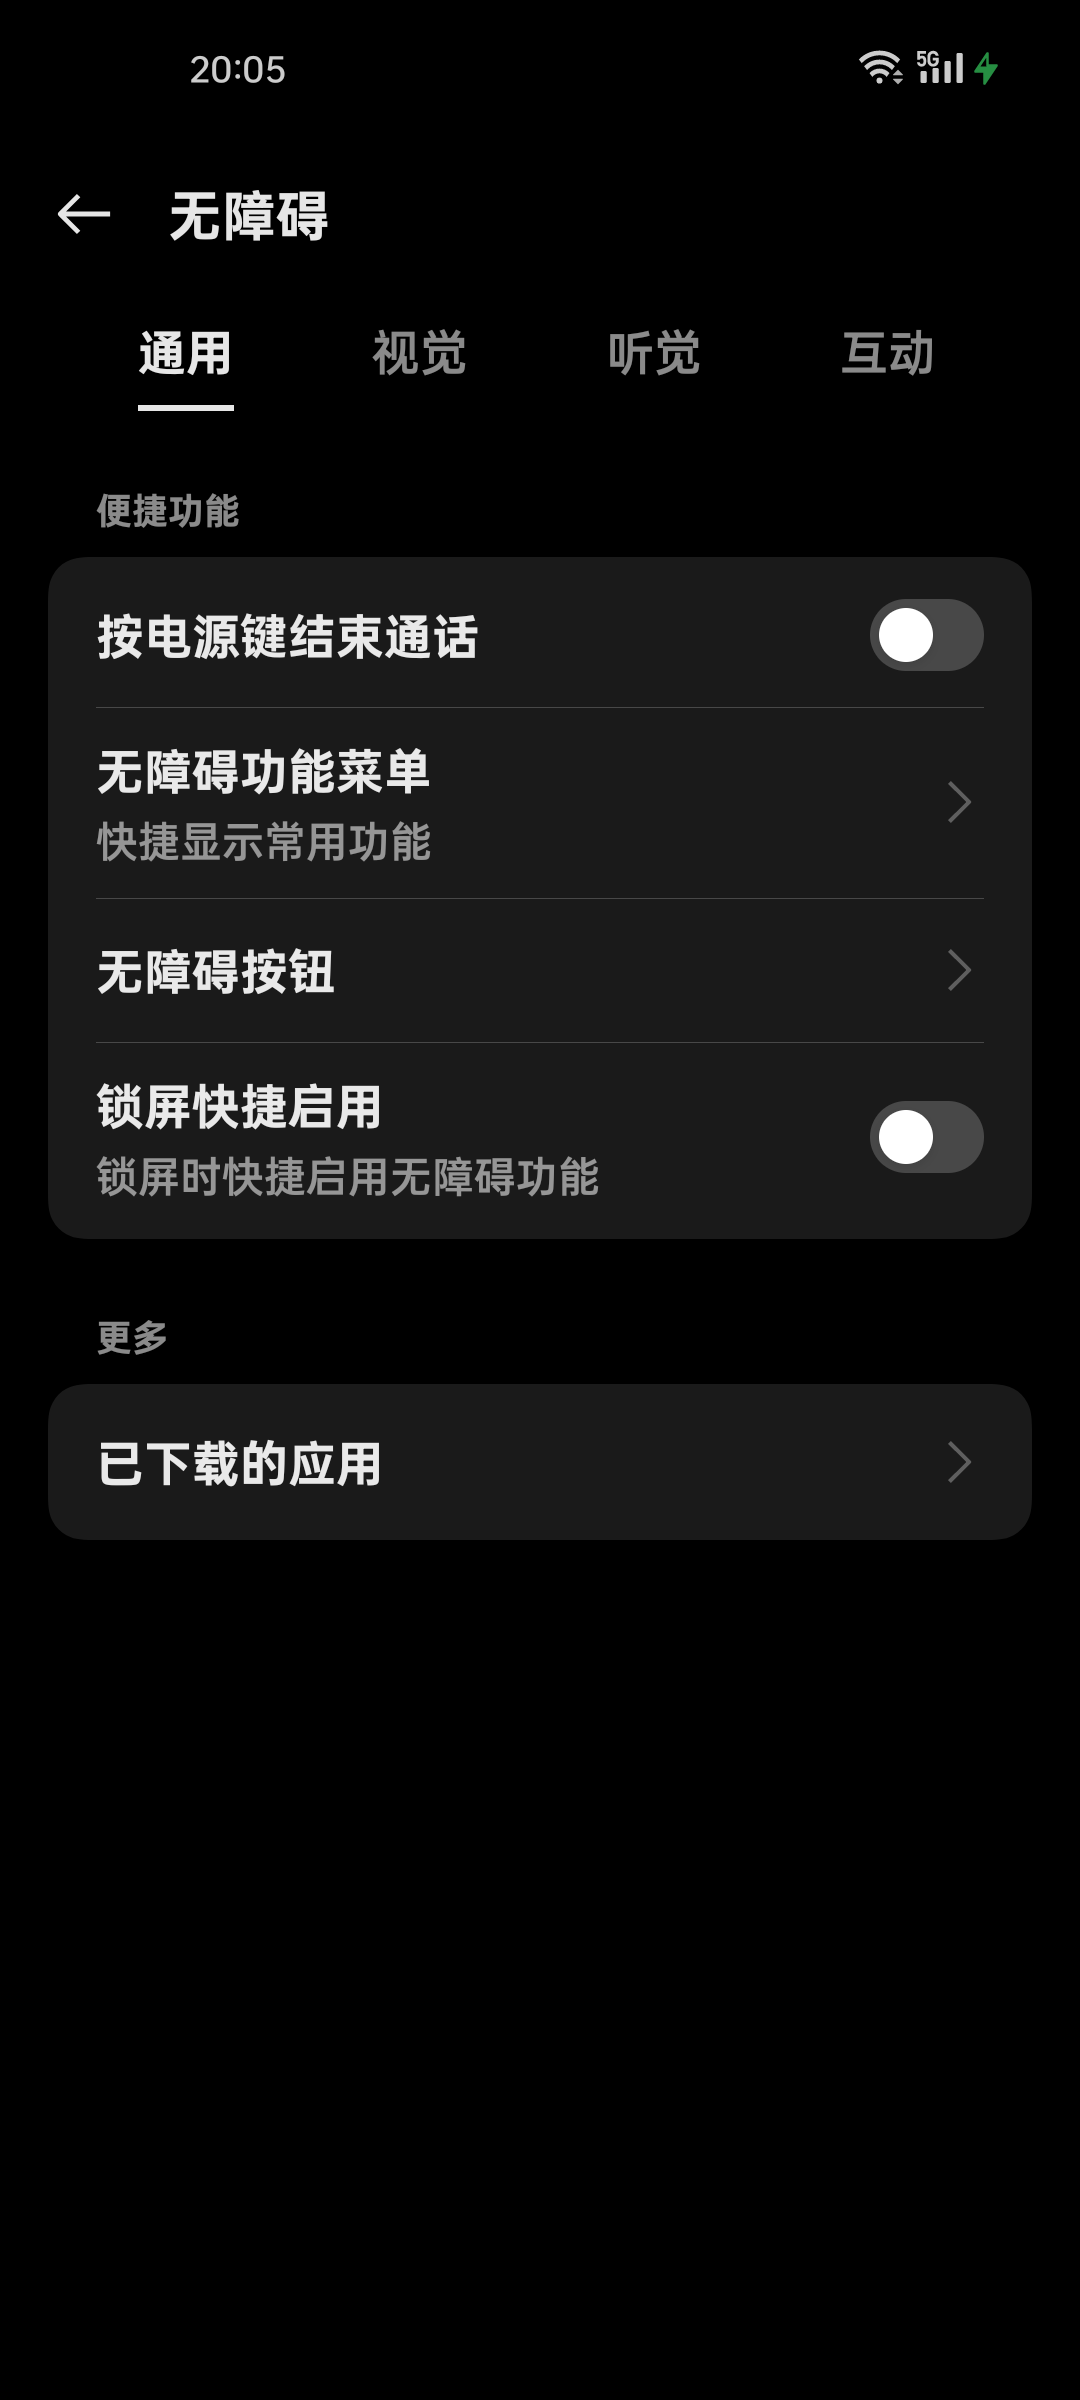 20:05
5G
无障碍
通用 视觉 听觉 互动
便捷功能
按电源键结束通话
无障碍功能菜单
快捷显示常用功能
无障碍按钮
锁屏快捷启用
锁屏时快捷启用无障碍功能
更多
已下载的应用